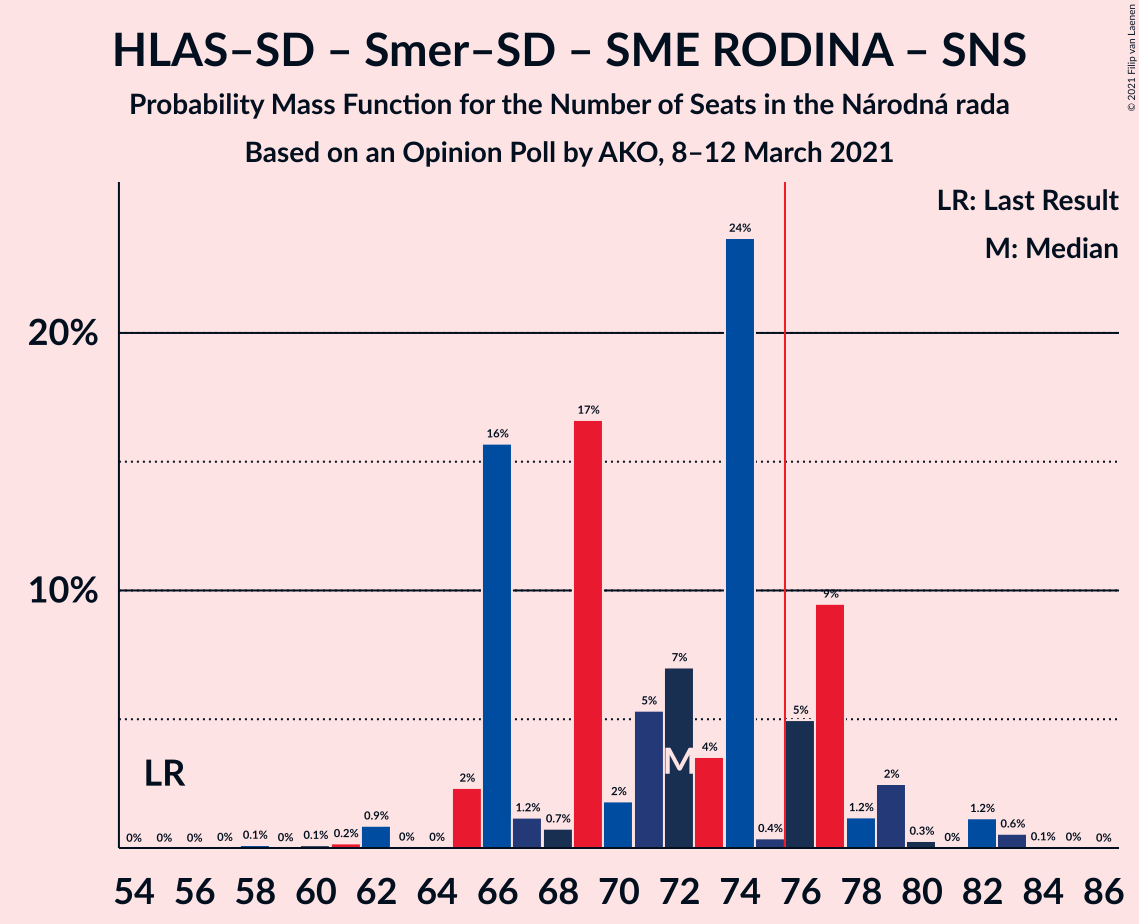 HLAS–SD – Smer–SD – SME RODINA – SNS
Probability Mass Function for the Number of Seats in the Národná rada
Based on an Opinion Poll by AKO, 8–12 March 2021
© 2021 Filip van Laenen
LR: Last Result
M: Median
20%
10%
LR
M
0% 0% 0% 0% 0.1% 0% 0.1% 0.2% 0.9% 0% 0% 2% 16% 1.2% 0.7% 17% 2% 5% 7% 4% 24% 0.4% 5% 9% 1.2% 2% 0.3% 0% 1.2% 0.6% 0.1% 0% 0%
54 56 58 60 62 64 66 68 70 72 74 76 78 80 82 84 86